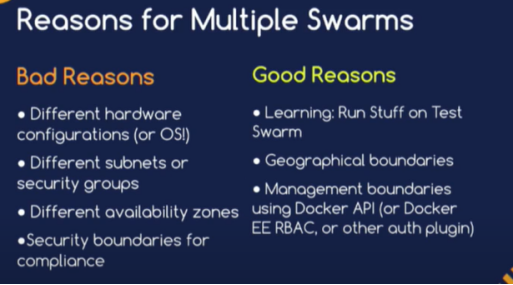 Reasons for Multiple Swarms
Bad Reasons
• Different hardware
configurations (or OS!)
• Different subnets or
security groups
• Different availability zones
•Security boundaries for
compliance
Good Reasons
• Learning: Run Stuff on Test
Swarm
• Geographical boundaries
• Management boundaries
using Docker API (or Docker
EE RBAC, or other auth plugin)